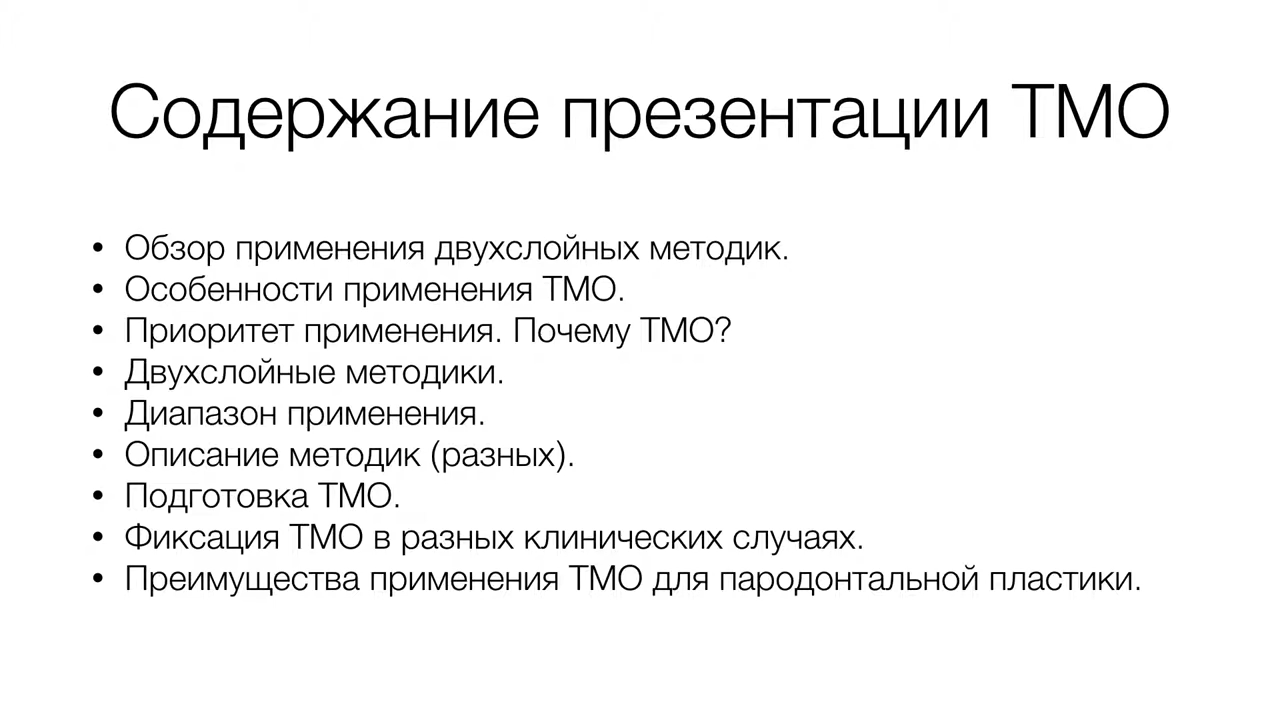 Содержание презентации ТМО
• Обзор применения двухслойных методик.
• Особенности применения ТМО.
• Приоритет применения. Почему ТМО?
• Двухслойные методики.
• Диапазон применения.
• Описание методик (разных).
• Подготовка ТМО.
• Фиксация ТМО в разных клинических случаях.
• Преимущества применения ТМО для пародонтальной пластики.